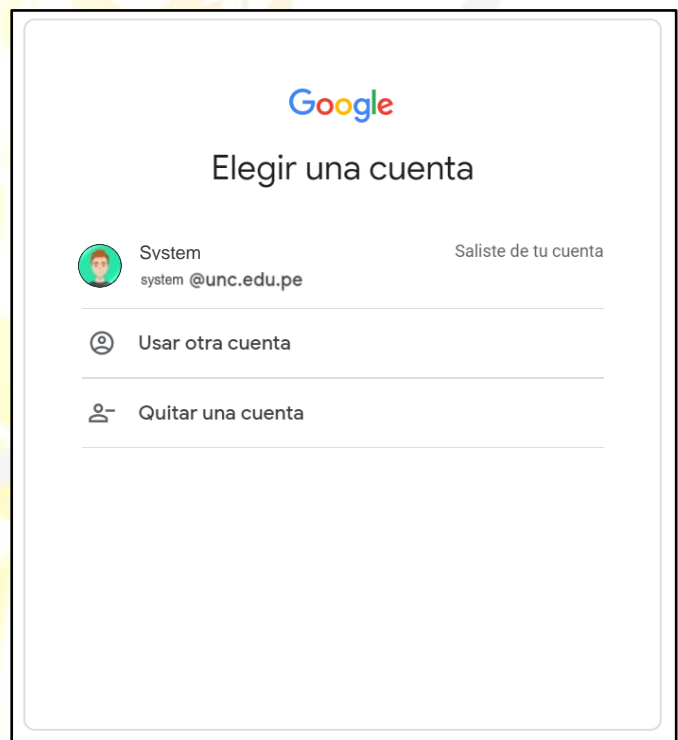 Google
Elegir una cuenta
System
Saliste de tu cuenta
system @unc.edu.pe
Usar otra cuenta
Quitar una cuenta